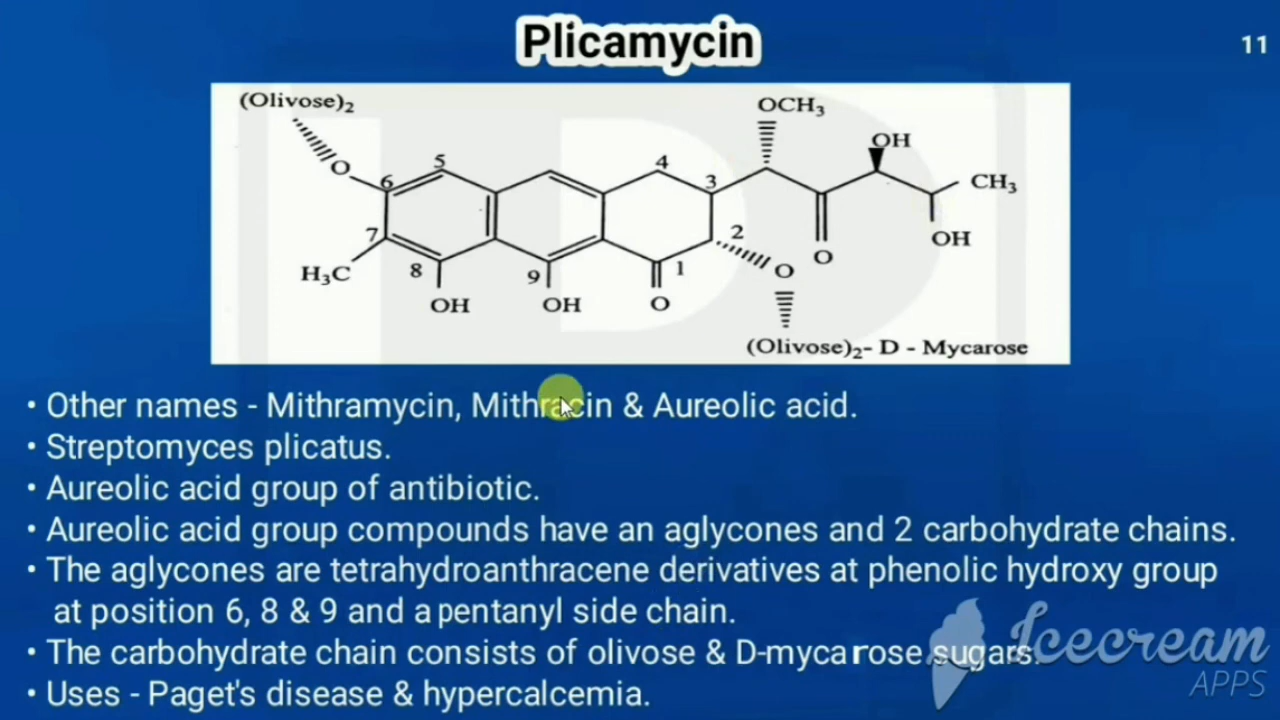 Plicamycin
11
(Olivose)2
OCH3
OH
O
5
4
6
3
CH3
7
2
OH
H3C
8
9
1
O
O
OH
OH
O
(Olivose)2- D - Mycarose
• Other names - Mithramycin, Mithracin & Aureolic acid.
• Streptomyces plicatus.
• Aureolic acid group of antibiotic.
• Aureolic acid group compounds have an aglycones and 2 carbohydrate chains.
• The aglycones are tetrahydroanthracene derivatives at phenolic hydroxy group
at position 6, 8 & 9 and a pentanyl side chain.
• The carbohydrate chain consists of olivose & D-mycarose sugars.
• Uses - Paget's disease & hypercalcemia.
Icecream
APPS